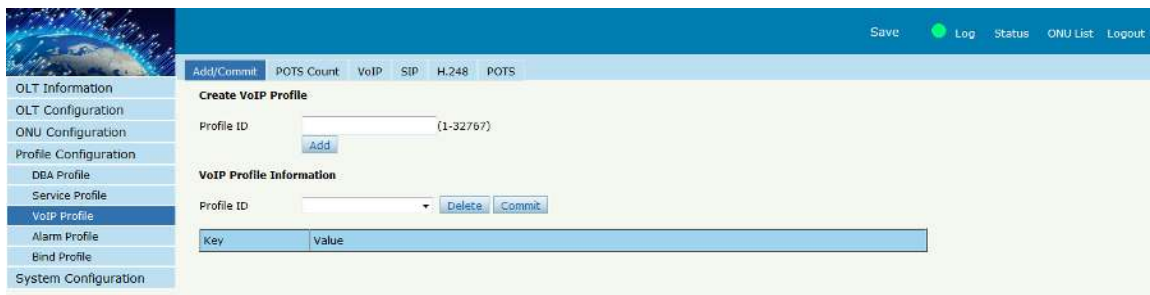 Save Log Status ONU List Logout
Add/Commit POTS Count VoIP SIP H.248 POTS
OLT Information
OLT Configuration
ONU Configuration
Profile Configuration
DBA Profile
Service Profile
VoIP Profile
Alarm Profile
Bind Profile
System Configuration
Create VoIP Profile
Profile ID (1-32767)
Add
VoIP Profile Information
Profile ID Delete Commit
Key Value